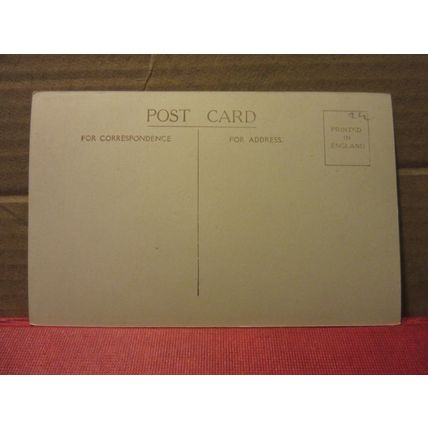 POST CARD
FOR CORRESPONDENCE
FOR ADDRESS.
PRINTED
IN
ENGLAND